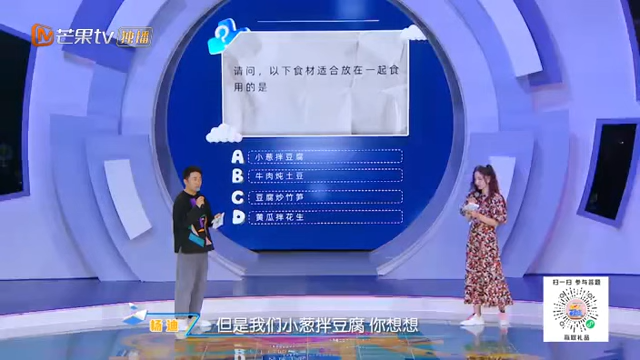 芒果tv 独播
请问，以下食材适合放在一起食
用的是
A 小葱拌豆腐
B 牛肉炖土豆
C 豆腐炒竹笋
D 黄瓜拌花生
杨迪 但是我们小葱拌豆腐 你想想
扫一扫 参与答题